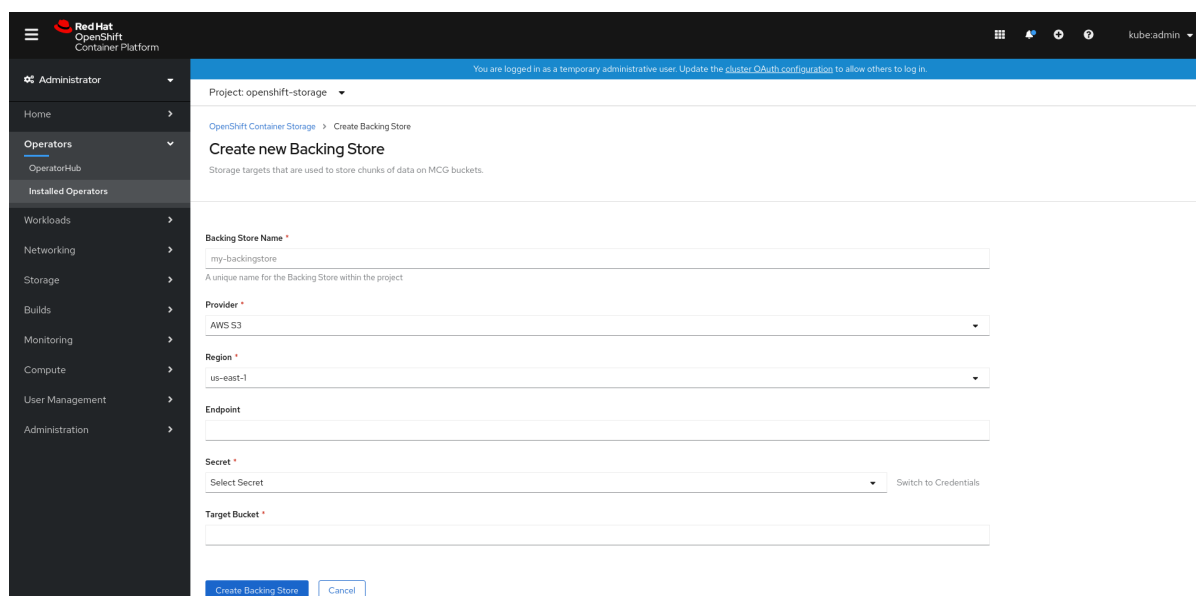 Red Hat
OpenShift
Container Platform
kube:admin
Administrator
You are logged in as a temporary administrative user. Update the cluster OAuth configuration to allow others to log in.
Project: openshift-storage
Home
Operators
OperatorHub
Installed Operators
Workloads
Networking
Storage
Builds
Monitoring
Compute
User Management
Administration
OpenShift Container Storage > Create Backing Store
Create new Backing Store
Storage targets that are used to store chunks of data on MCG buckets.
Backing Store Name *
my-backingstore
A unique name for the Backing Store within the project
Provider *
AWS S3
Region *
us-east-1
Endpoint
Secret *
Select Secret
Switch to Credentials
Target Bucket *
Create Backing Store
Cancel